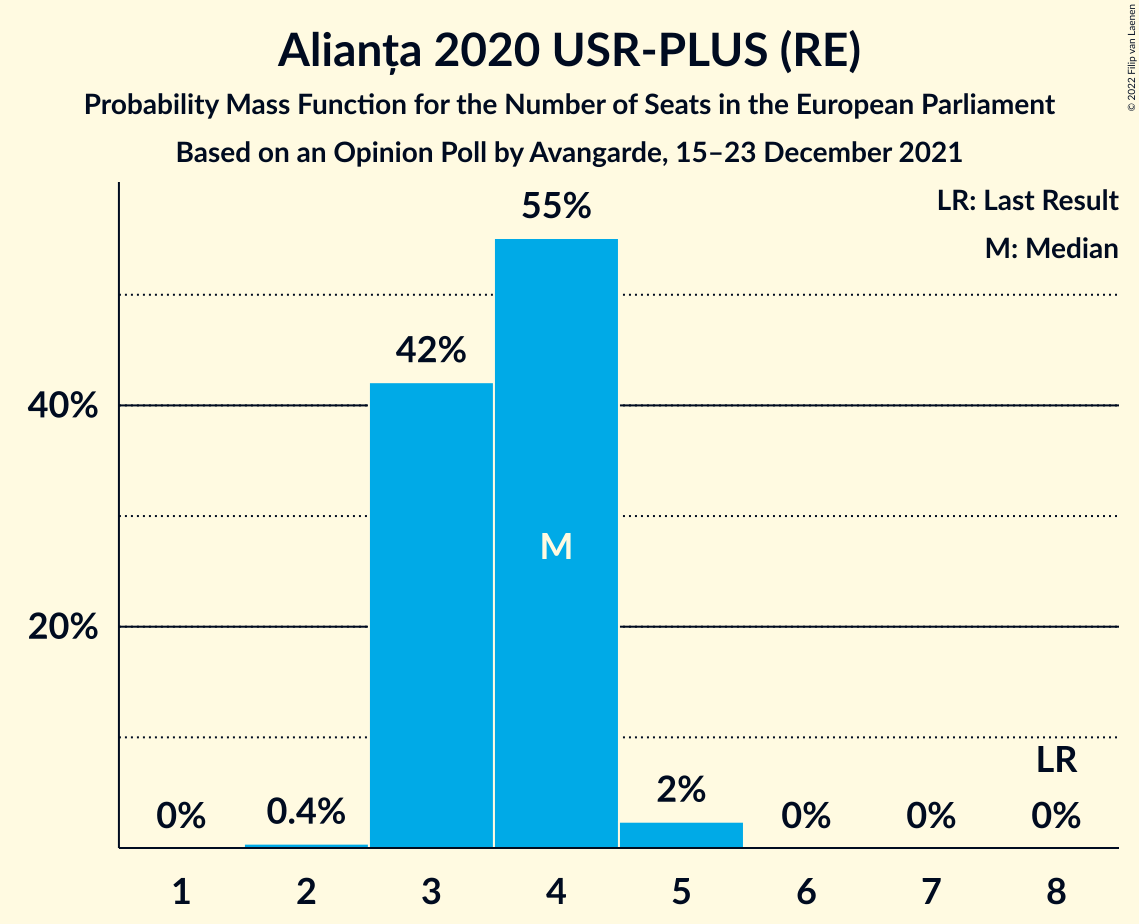 Alianța 2020 USR-PLUS (RE)
Probability Mass Function for the Number of Seats in the European Parliament
Based on an Opinion Poll by Avangarde, 15–23 December 2021
© 2022 Filip van Laenen
LR: Last Result
M: Median
55%
42%
40%
M
20%
LR
0% 0.4% 2% 0% 0% 0%
1 2 3 4 5 6 7 8